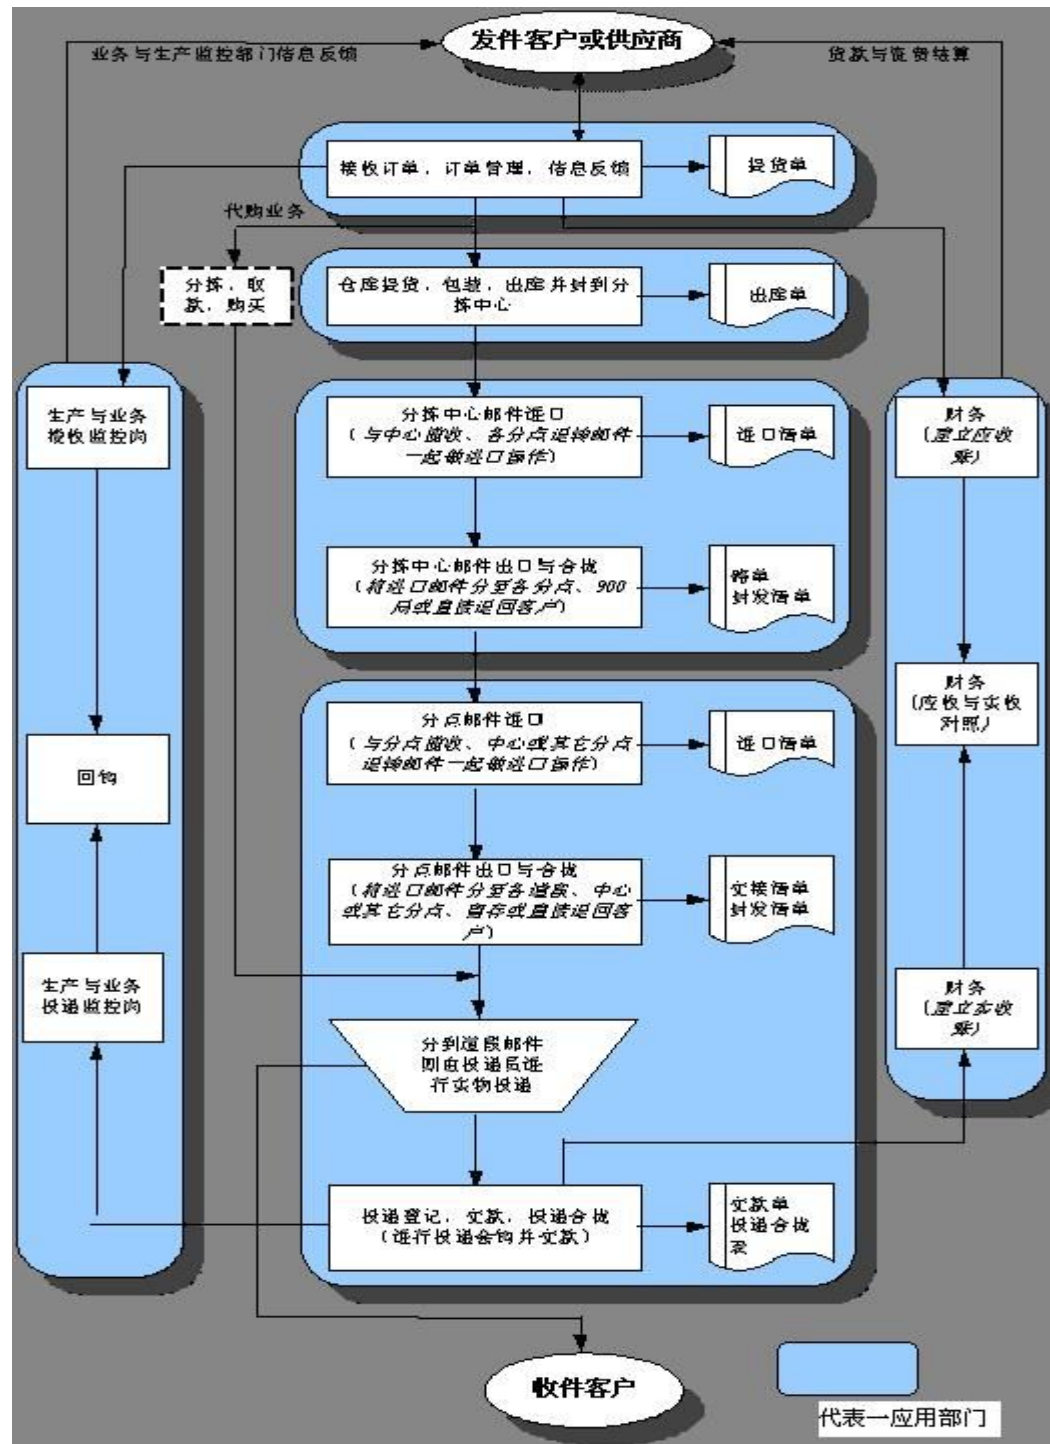 发件客户或供应商
业务与生产监控部门信息反馈
货款与资费结算
接收订单，订单管理，信息反馈
提货单
代购业务
分拣，取
款，购买
仓库提货，包装，出库并封到分
拣中心
出库单
生产与业务
接收监控岗
分拣中心邮件进口
（与中心揽收、各分点退转邮件
一起做进口操作）
进口清单
财务
（建立应收
账）
分拣中心邮件出口与合拢
（将进口邮件分至各分点、900
局或直接退回客户）
路单
封发清单
财务
（应收与实收
对照）
分点邮件进口
（与分点揽收、中心或其它分点
退转邮件一起做进口操作）
进口清单
回钩
分点邮件出口与合拢
（将进口邮件分至各道段、中心
或其它分点、留存或直接退回客
户）
交接清单
封发清单
生产与业务
投递监控岗
财务
（建立实收
账）
分到道段邮件
则由投递员进
行实物投递
投递登记，交款，投递合拢
（进行投递会钩并交款）
交款单
投递合拢
表
收件客户
代表一应用部门